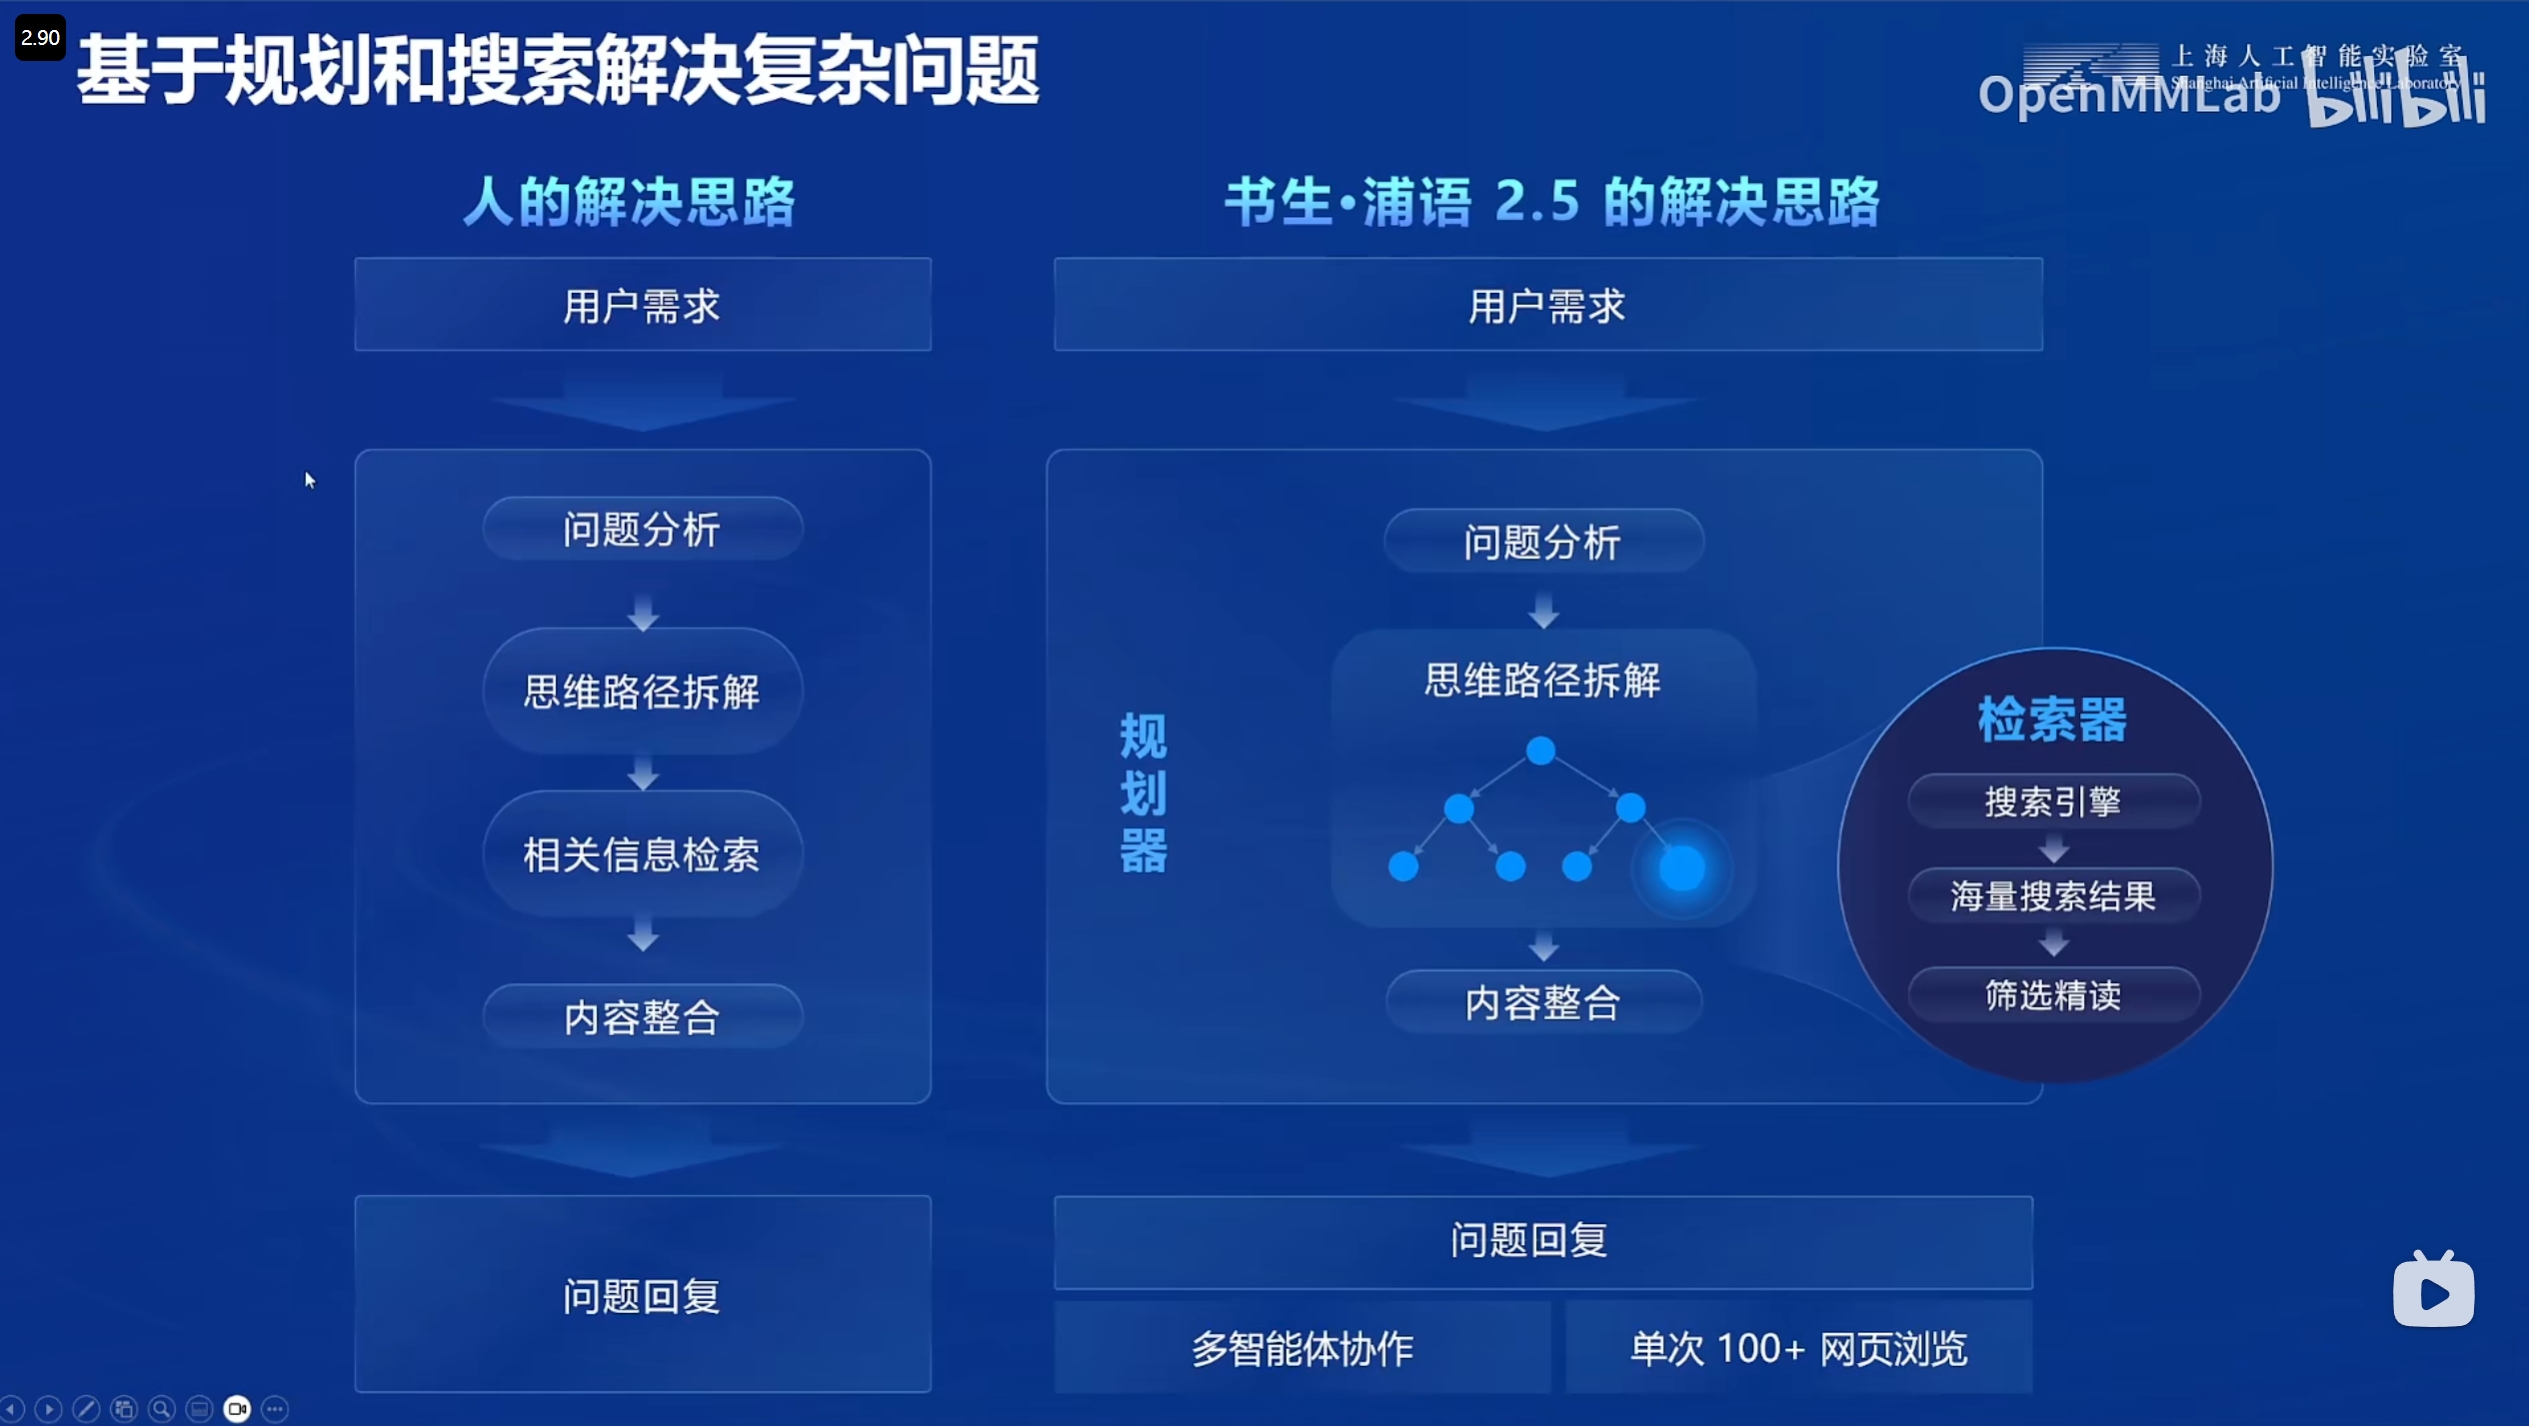 2.90
基于规划和搜索解决复杂问题
上海人工智能实验室
Shanghai Artificial Intelligence Laboratory
OpenMMLab bilibili
人的解决思路
用户需求
问题分析
思维路径拆解
相关信息检索
内容整合
问题回复
书生·浦语 2.5 的解决思路
用户需求
规划器
问题分析
思维路径拆解
内容整合
检索器
搜索引擎
海量搜索结果
筛选精读
问题回复
多智能体协作
单次 100+ 网页浏览